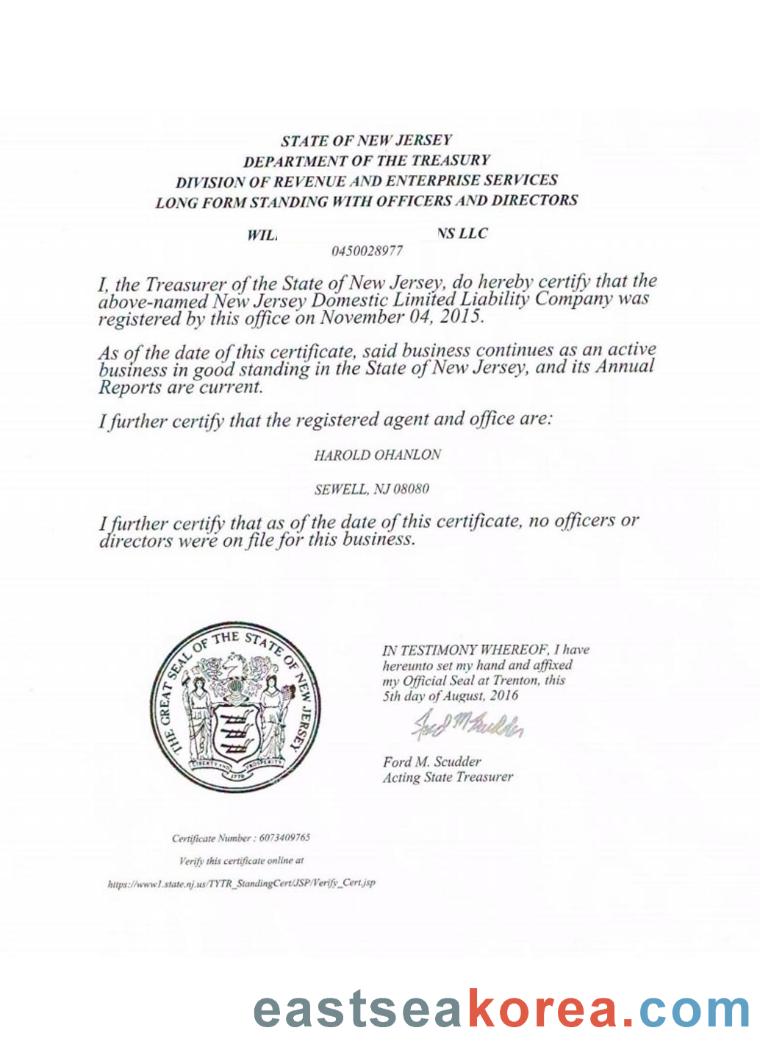 STATE OF NEW JERSEY
DEPARTMENT OF THE TREASURY
DIVISION OF REVENUE AND ENTERPRISE SERVICES
LONG FORM STANDING WITH OFFICERS AND DIRECTORS
WIL NS LLC
0450028977
I, the Treasurer of the State of New Jersey, do hereby certify that the
above-named New Jersey Domestic Limited Liability Company was
registered by this office on November 04, 2015.
As of the date of this certificate, said business continues as an active
business in good standing in the State of New Jersey, and its Annual
Reports are current.
I further certify that the registered agent and office are:
HAROLD OHANLON
SEWELL, NJ 08080
I further certify that as of the date of this certificate, no officers or
directors were on file for this business.
THE GREAT SEAL OF THE STATE OF NEW JERSEY
LIBERTY AND PROSPERITY
1776
IN TESTIMONY WHEREOF, I have
hereunto set my hand and affixed
my Official Seal at Trenton, this
5th day of August, 2016
Ford M Scudder
Ford M. Scudder
Acting State Treasurer
Certificate Number : 6073409765
Verify this certificate online at
https://www1.state.nj.us/TYTR_StandingCert/JSP/Verify_Cert.jsp
eastseakorea.com